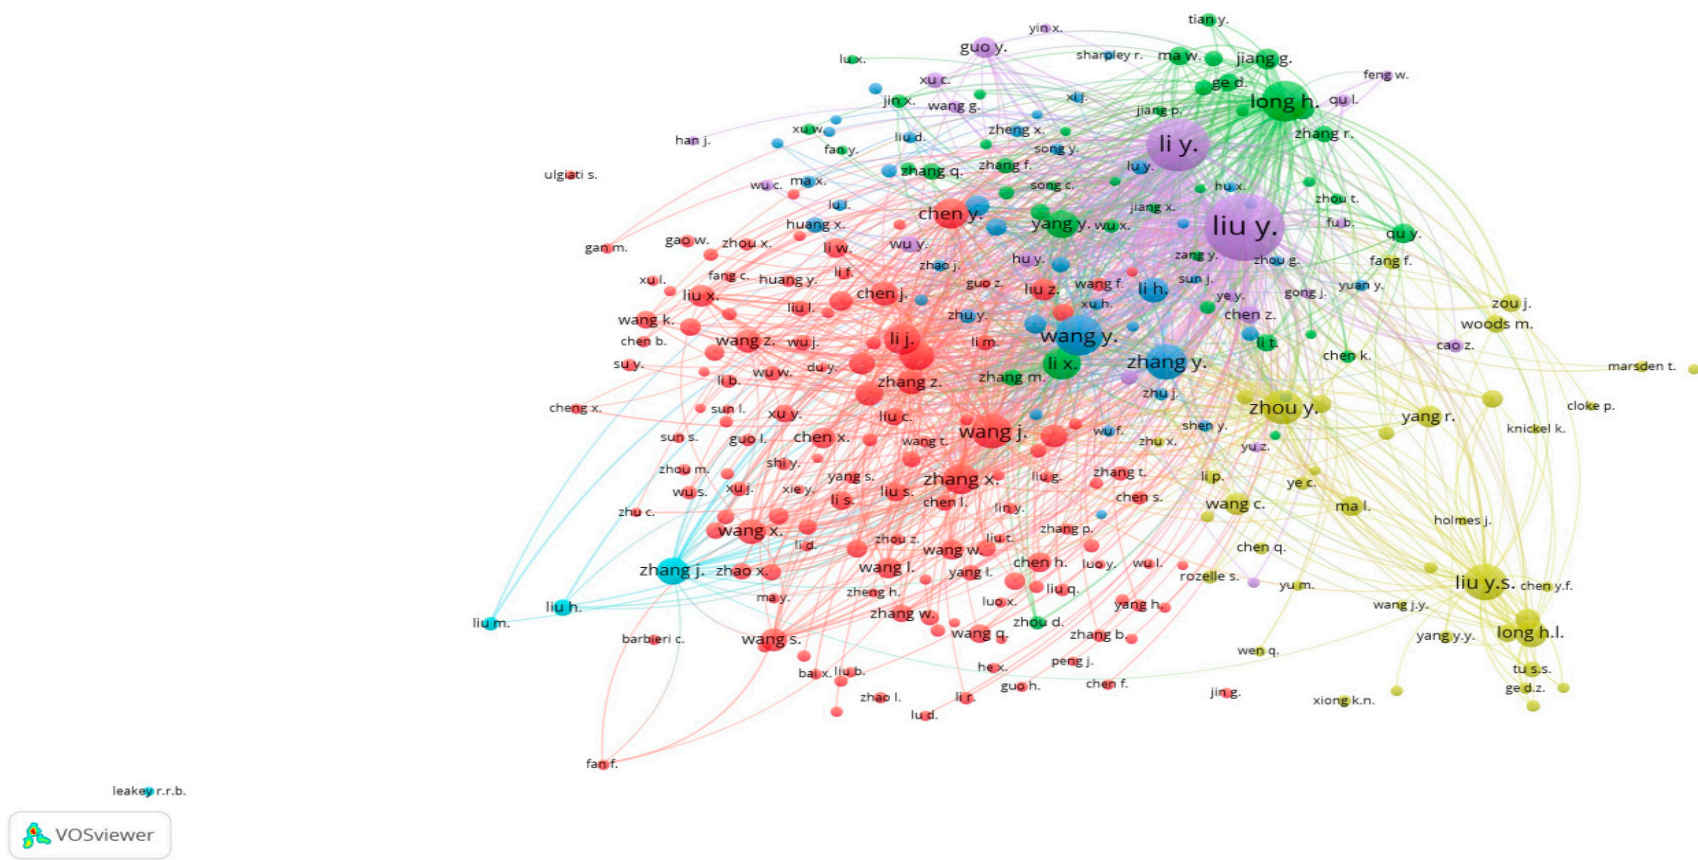 tian y.
yin x.
guo y.
sharpley r.
ma w.
jiang g.
lu x.
feng w.
xu c.
ge d.
jin x.
wang g.
xi j.
jiang p.
long h.
qu l.
xu w.
liu d.
zheng x.
zhang r.
han j.
fan y.
song y.
li y.
ulgiati s.
zhang q.
zhang f.
lu y.
wu c.
ma x.
song c.
hu x.
zhou t.
lu l.
chen y.
jiang x.
huang x.
yang y.
wu x.
liu y.
fu b.
qu y.
gan m.
gao w.
zhou x.
li w.
wu y.
hu y.
zang y.
zhou g.
fang f.
xu l.
fang c.
huang y.
li f.
zhao j.
guo z.
wang f.
sun j.
yuan y.
liu x.
liu l.
chen j.
liu z.
li h.
ye y.
gong j.
zou j.
wang k.
zhu y.
xu h.
chen z.
woods m.
chen b.
wang z.
wu j.
li j.
li m.
wang y.
li t.
cao z.
su y.
li b.
wu w.
du y.
zhang z.
zhang m.
li x.
zhang y.
chen k.
marsden t.
cheng x.
sun l.
xu y.
liu c.
zhu j.
zhou y.
yang r.
cloke p.
sun s.
guo l.
chen x.
wang t.
wang j.
wu f.
zhu x.
shen y.
yu z.
knickel k.
zhou m.
shi y.
yang s.
zhang x.
liu g.
zhang t.
li p.
ye c.
wu s.
xu j.
xie y.
li s.
liu s.
chen l.
lin y.
chen s.
wang c.
ma l.
zhu c.
wang x.
li d.
zhou z.
liu t.
zhang p.
holmes j.
zhang j.
zhao x.
wang l.
wang w.
yang l.
chen h.
luo y.
wu l.
chen q.
rozelle s.
yu m.
liu y.s.
chen y.f.
liu h.
ma y.
zheng h.
luo x.
liu q.
yang h.
wang j.y.
liu m.
barbieri c.
wang s.
zhang w.
wang q.
zhou d.
zhang b.
wen q.
yang y.y.
long h.l.
bai x.
liu b.
he x.
peng j.
tu s.s.
zhao l.
li r.
guo h.
chen f.
jin g.
xiong k.n.
ge d.z.
lu d.
fan f.
leakey r.r.b.
VOSviewer